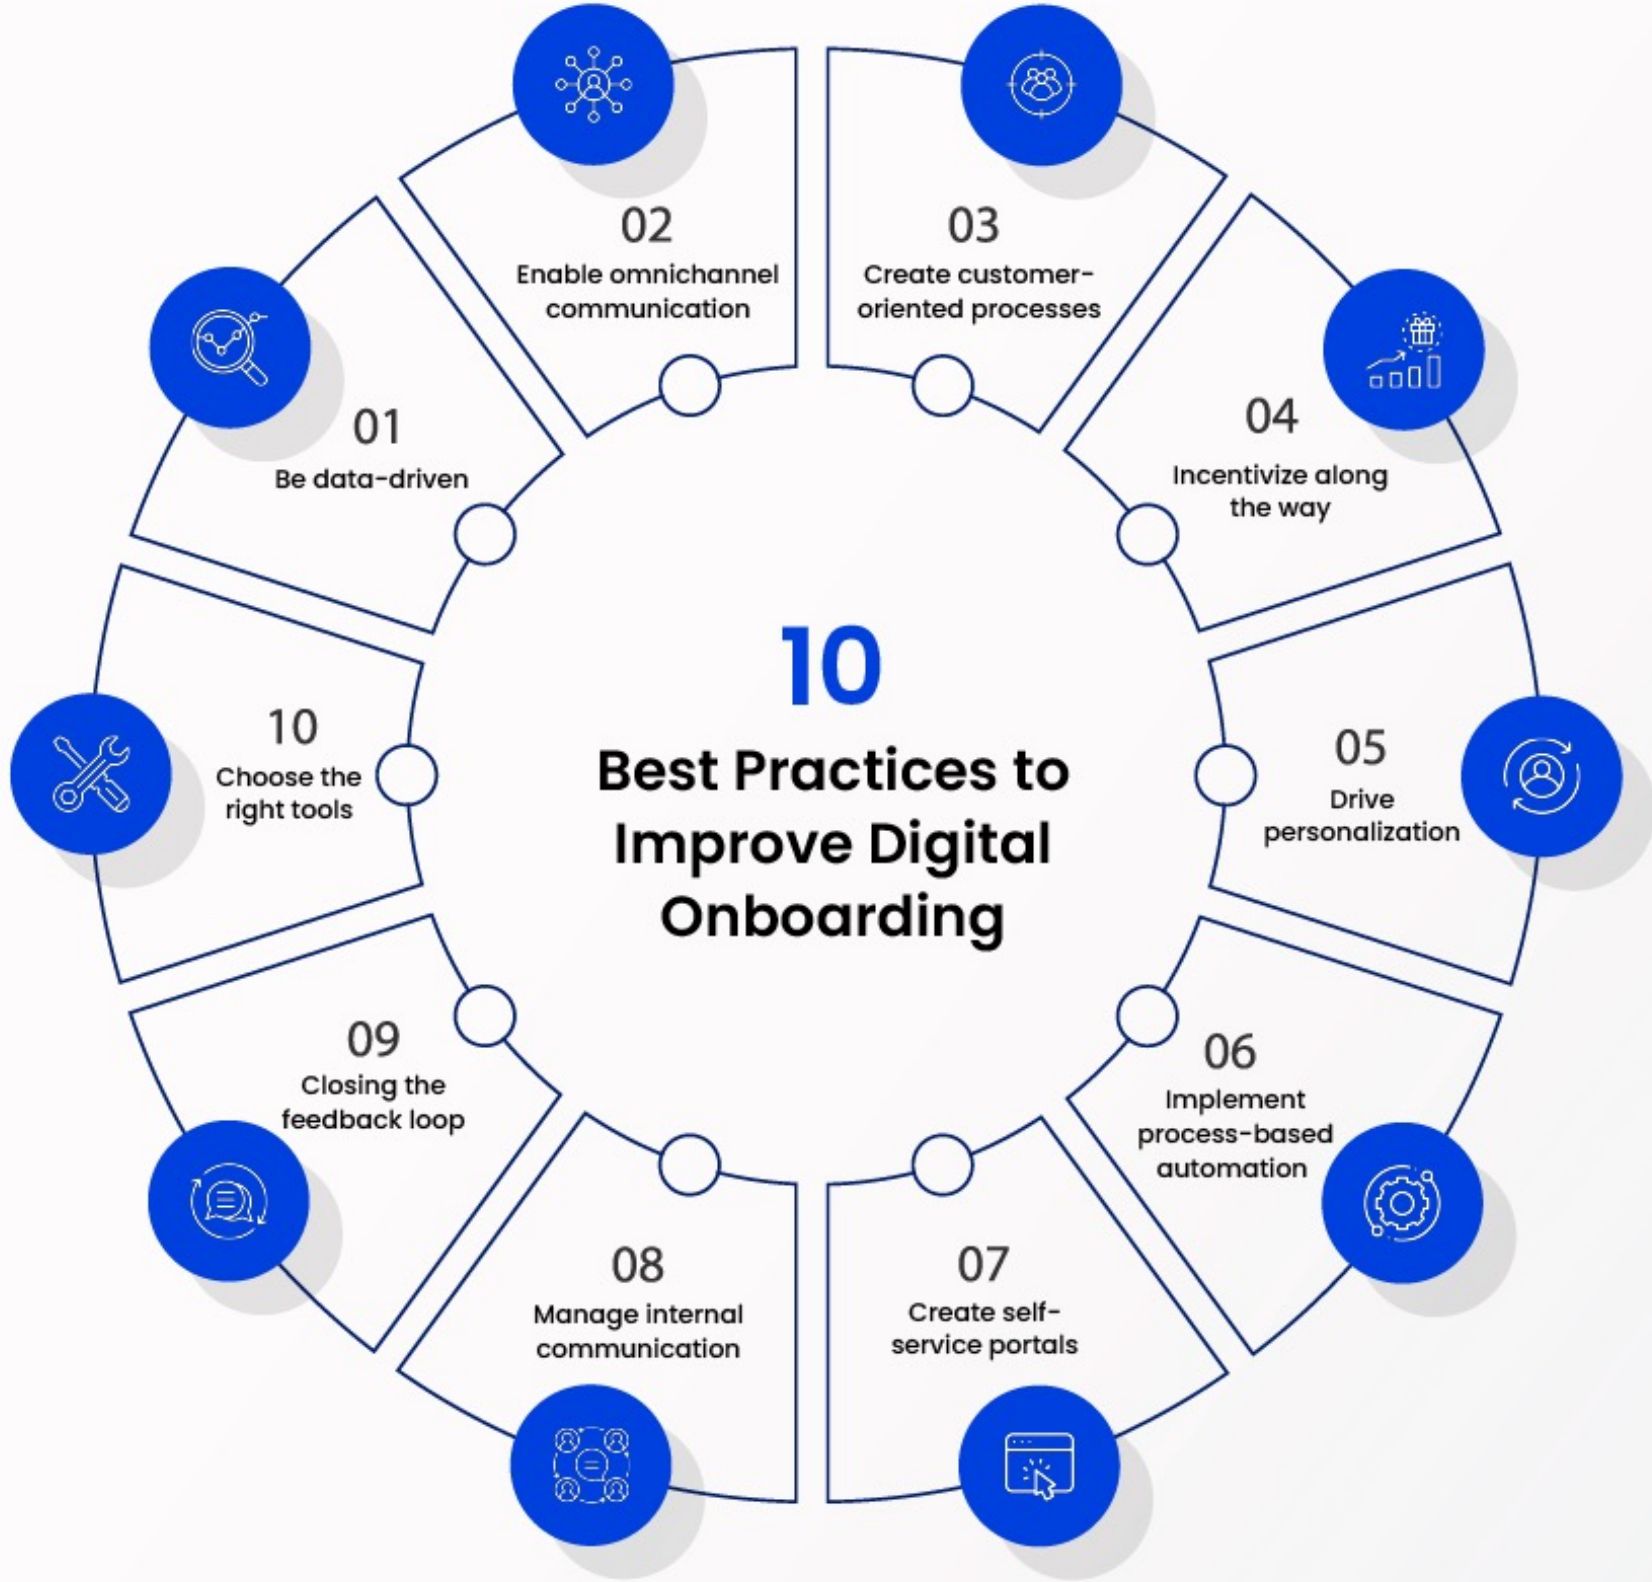 10
Best Practices to
Improve Digital
Onboarding
01
Be data-driven
02
Enable omnichannel
communication
03
Create customer-
oriented processes
04
Incentivize along
the way
05
Drive
personalization
06
Implement
process-based
automation
07
Create self-
service portals
08
Manage internal
communication
09
Closing the
feedback loop
10
Choose the
right tools